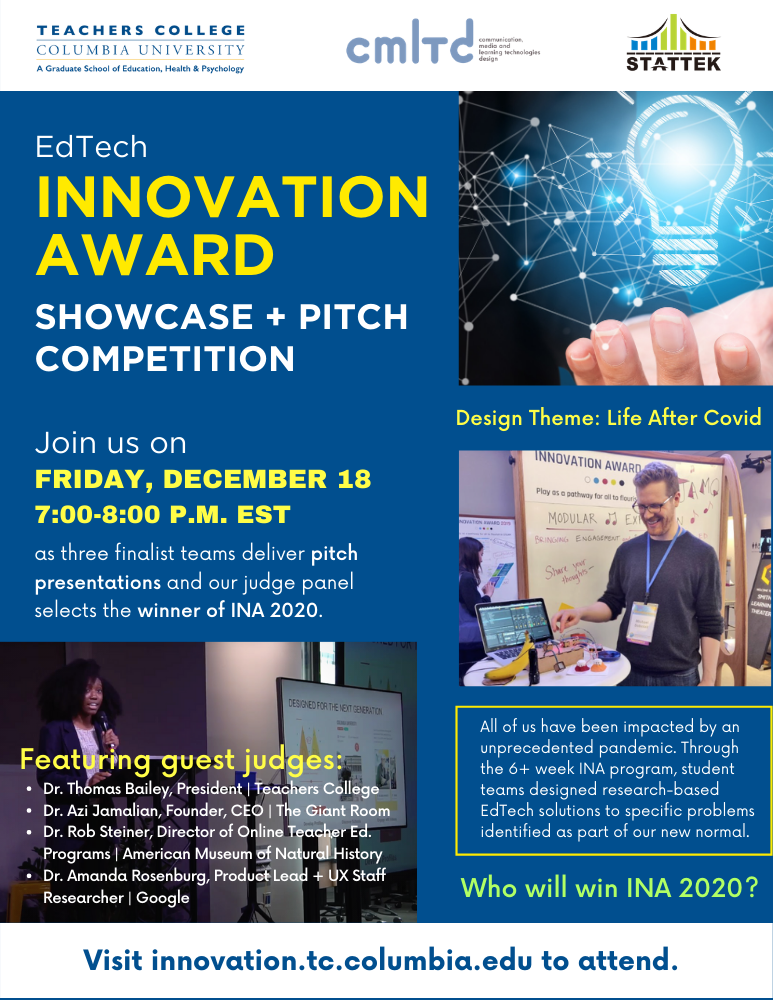 TEACHERS COLLEGE
COLUMBIA UNIVERSITY
A Graduate School of Education, Health & Psychology
cmltd
communication,
media and
learning technologies
design
STATTEK
EdTech
INNOVATION
AWARD
SHOWCASE + PITCH
COMPETITION
Join us on
FRIDAY, DECEMBER 18
7:00-8:00 P.M. EST
as three finalist teams deliver pitch
presentations and our judge panel
selects the winner of INA 2020.
DESIGNED FOR THE NEXT GENERATION
Featuring guest judges:
• Dr. Thomas Bailey, President | Teachers College
• Dr. Azi Jamalian, Founder, CEO | The Giant Room
• Dr. Rob Steiner, Director of Online Teacher Ed.
Programs | American Museum of Natural History
• Dr. Amanda Rosenburg, Product Lead + UX Staff
Researcher | Google
Design Theme: Life After Covid
INNOVATION AWARD
Play as a pathway for all to
MODULAR
BRINGING ENGAGEMENT
Share your
thoughts
INNOVATION AWARD
All of us have been impacted by an
unprecedented pandemic. Through
the 6+ week INA program, student
teams designed research-based
EdTech solutions to specific problems
identified as part of our new normal.
Who will win INA 2020?
Visit innovation.tc.columbia.edu to attend.